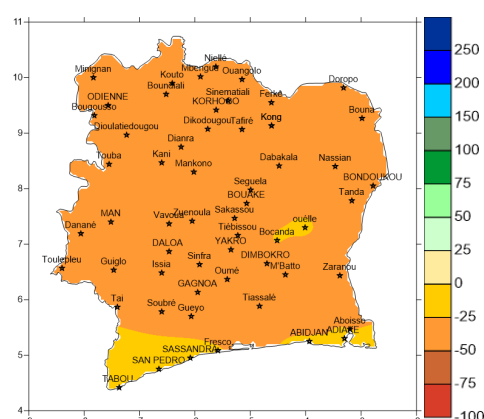 11
10
9
8
7
6
5
4
Niellé
Mbengué
Minignan
Kouto
Ouangolo
Boundiali
Sinematiali
Doropo
ODIENNE
KORHOGO
Ferké
Bougousso
Dikodougou
Tafiré
Kong
Bouna
Dioulatiedougou
Dianra
Touba
Kani
Mankono
Dabakala
Nassian
BONDOUKOU
Seguela
BOUAKE
Tanda
MAN
Vavoua
Zuenoula
Sakassou
ouélle
Danané
Tiébissou
Bocanda
DALOA
YAKRO
DIMBOKRO
Toulepleu
Guiglo
Issia
Sinfra
Oumé
M'Batto
Zaranou
GAGNOA
Tai
Soubré
Gueyo
Tiassalé
Aboisso
ABIDJAN
ADIAKE
Fresco
SASSANDRA
SAN PEDRO
TABOU
250
200
150
100
75
50
25
0
-25
-50
-75
-100